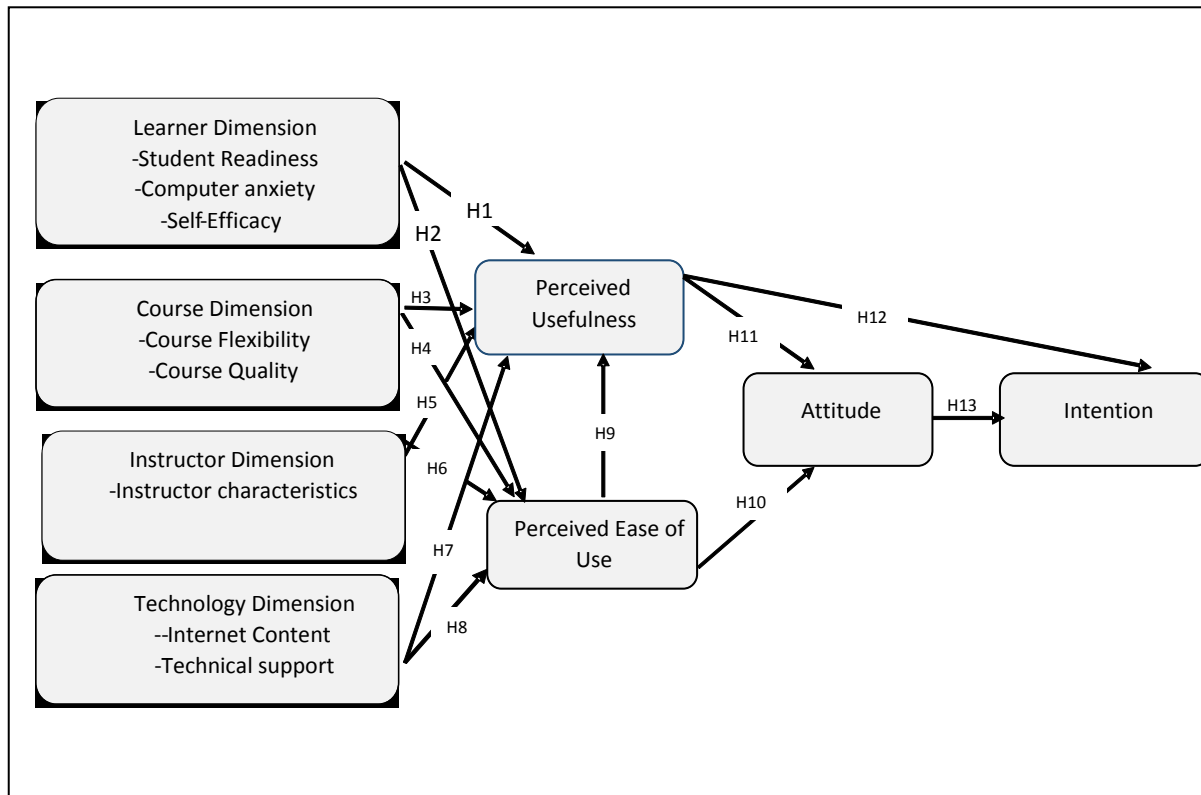 Learner Dimension
-Student Readiness
-Computer anxiety
-Self-Efficacy
H1
H2
Course Dimension
-Course Flexibility
-Course Quality
H3
H4
H5
Instructor Dimension
-Instructor characteristics
H6
H7
Technology Dimension
--Internet Content
-Technical support
H8
Perceived
Usefulness
H9
Perceived Ease of
Use
H10
H11
H12
Attitude
H13
Intention